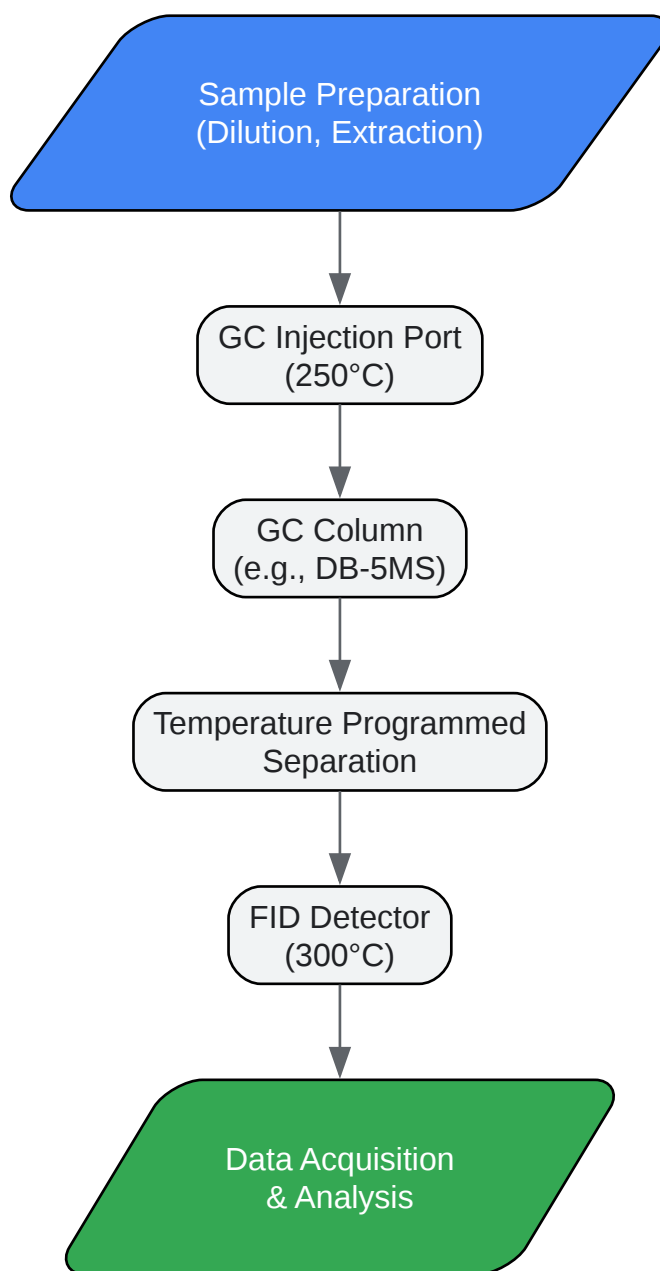 Sample Preparation
(Dilution, Extraction)
GC Injection Port
(250°C)
GC Column
(e.g., DB-5MS)
Temperature Programmed
Separation
FID Detector
(300°C)
Data Acquisition
& Analysis